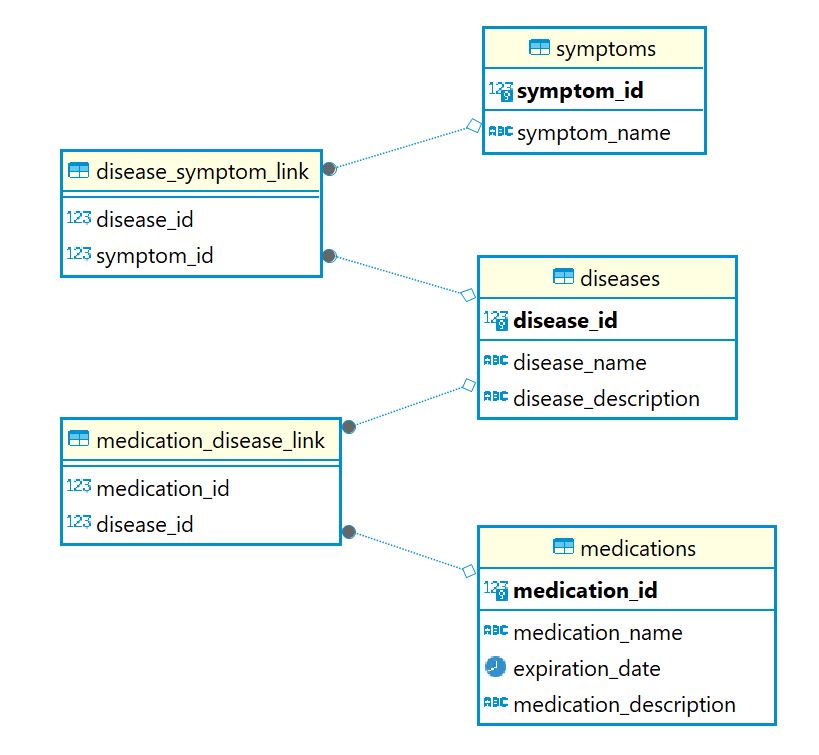 symptoms
123 symptom_id
ABC symptom_name
disease_symptom_link
123 disease_id
123 symptom_id
diseases
123 disease_id
ABC disease_name
ABC disease_description
medication_disease_link
123 medication_id
123 disease_id
medications
123 medication_id
ABC medication_name
expiration_date
ABC medication_description